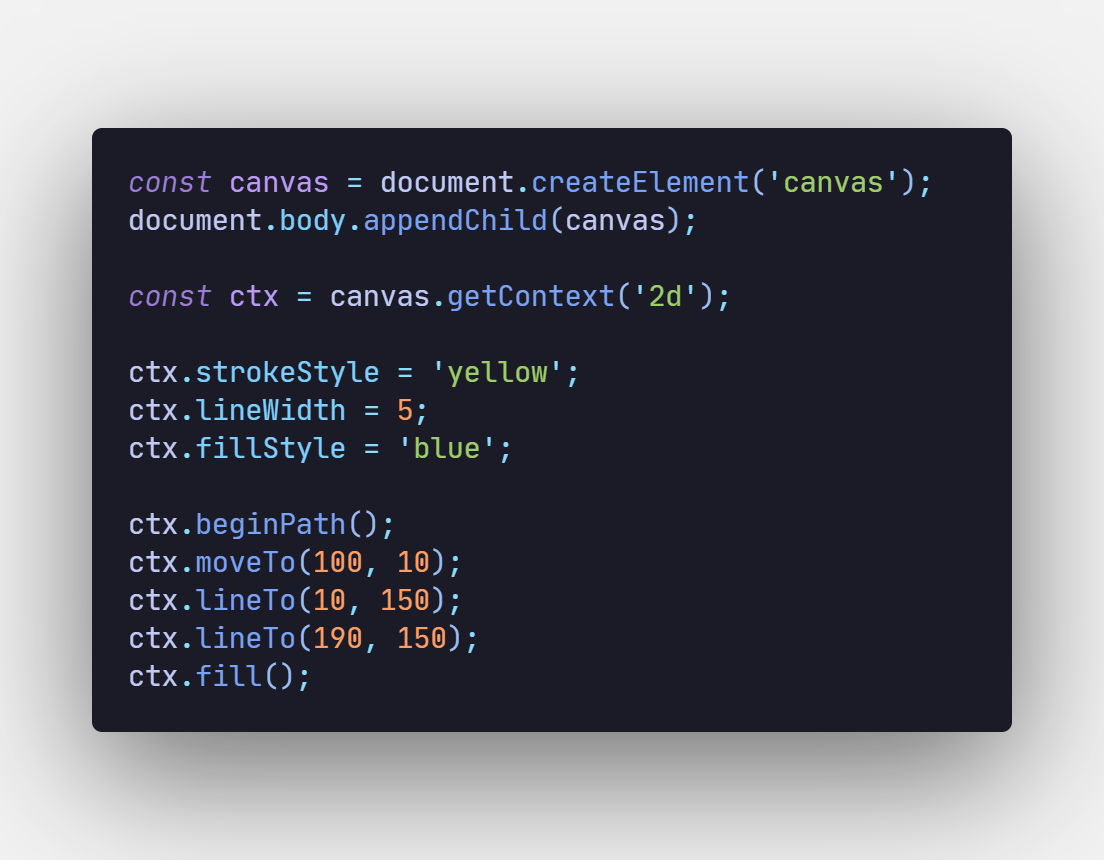 const canvas = document.createElement('canvas');
document.body.appendChild(canvas);
const ctx = canvas.getContext('2d');
ctx.strokeStyle = 'yellow';
ctx.lineWidth = 5;
ctx.fillStyle = 'blue';
ctx.beginPath();
ctx.moveTo(100, 10);
ctx.lineTo(10, 150);
ctx.lineTo(190, 150);
ctx.fill();